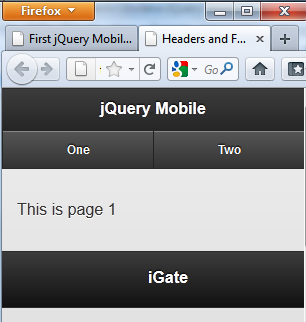 Firefox
First jQuery Mobil... Headers and F...
Go
jQuery Mobile
One Two
This is page 1
iGate